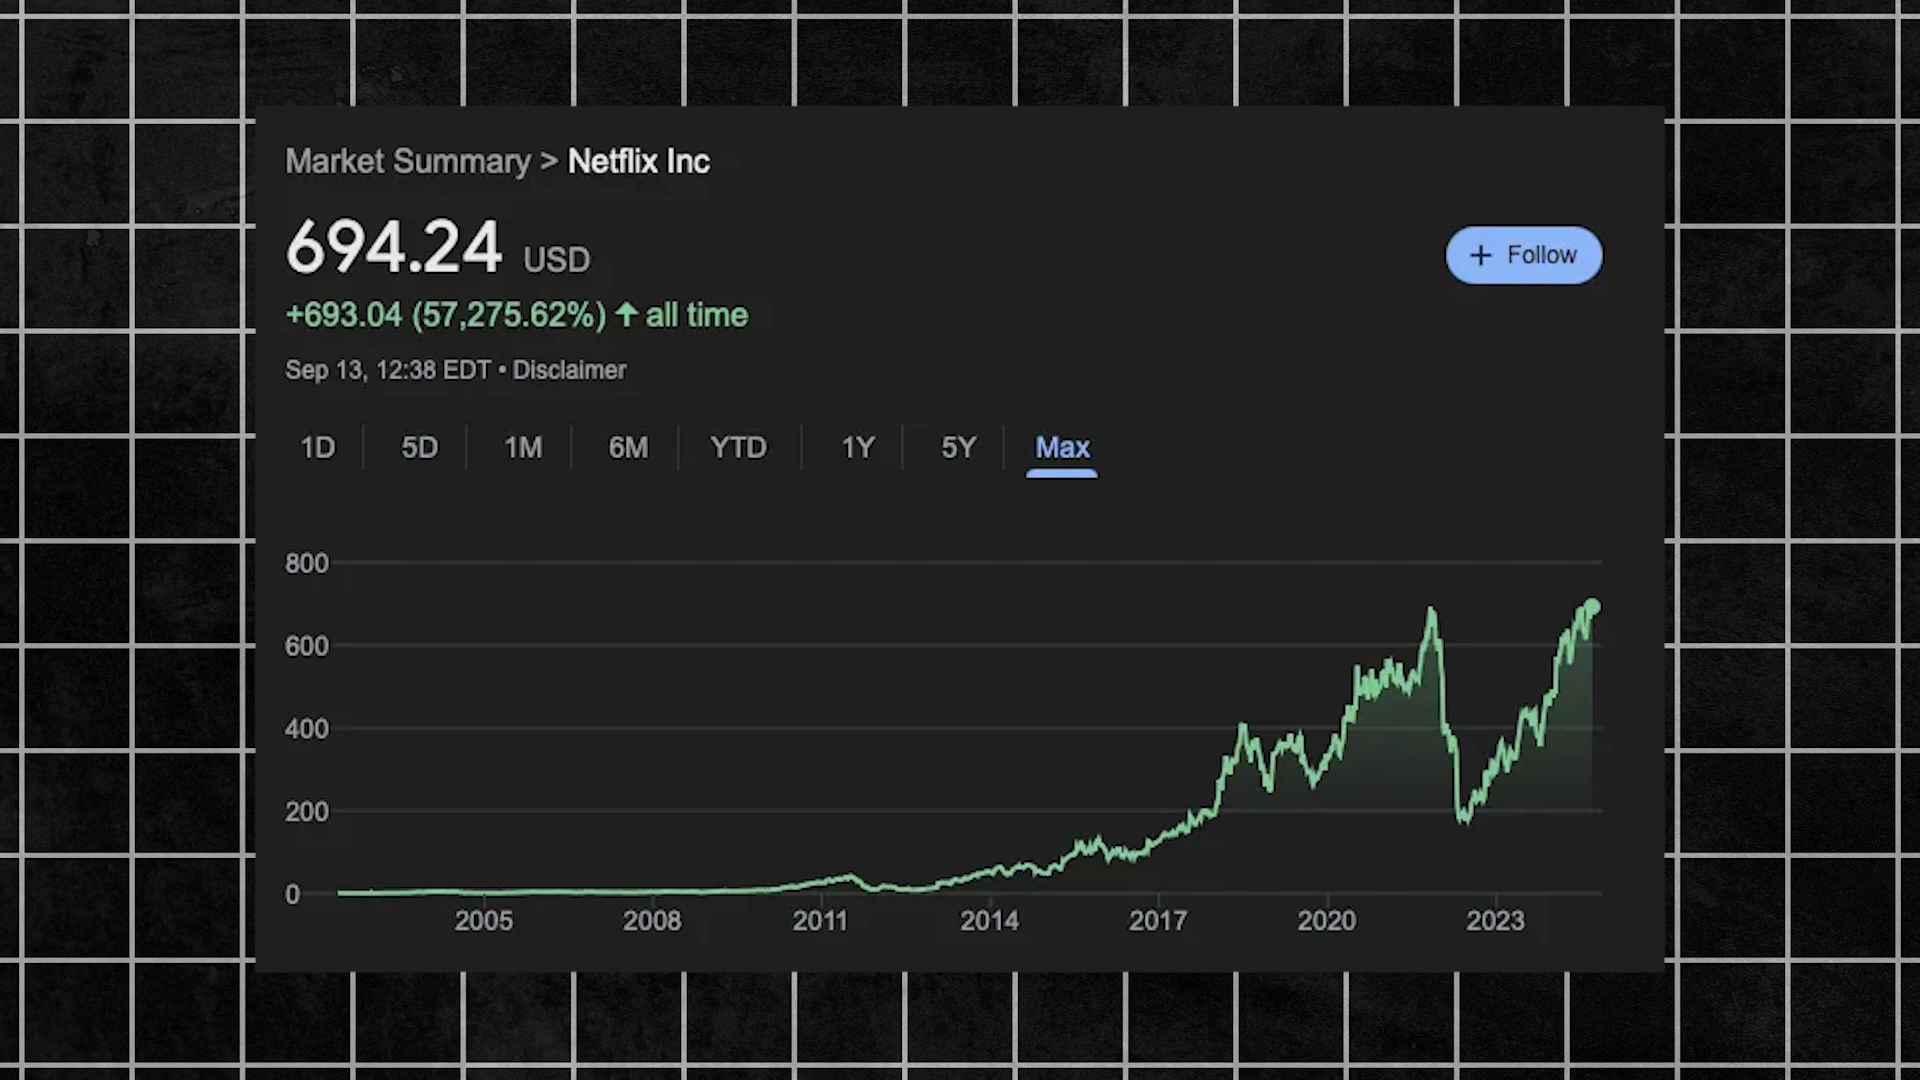 Market Summary > Netflix Inc
694.24 USD
+ Follow
+693.04 (57,275.62%) ↑ all time
Sep 13, 12:38 EDT • Disclaimer
1D 5D 1M 6M YTD 1Y 5Y Max
800
600
400
200
0
2005 2008 2011 2014 2017 2020 2023